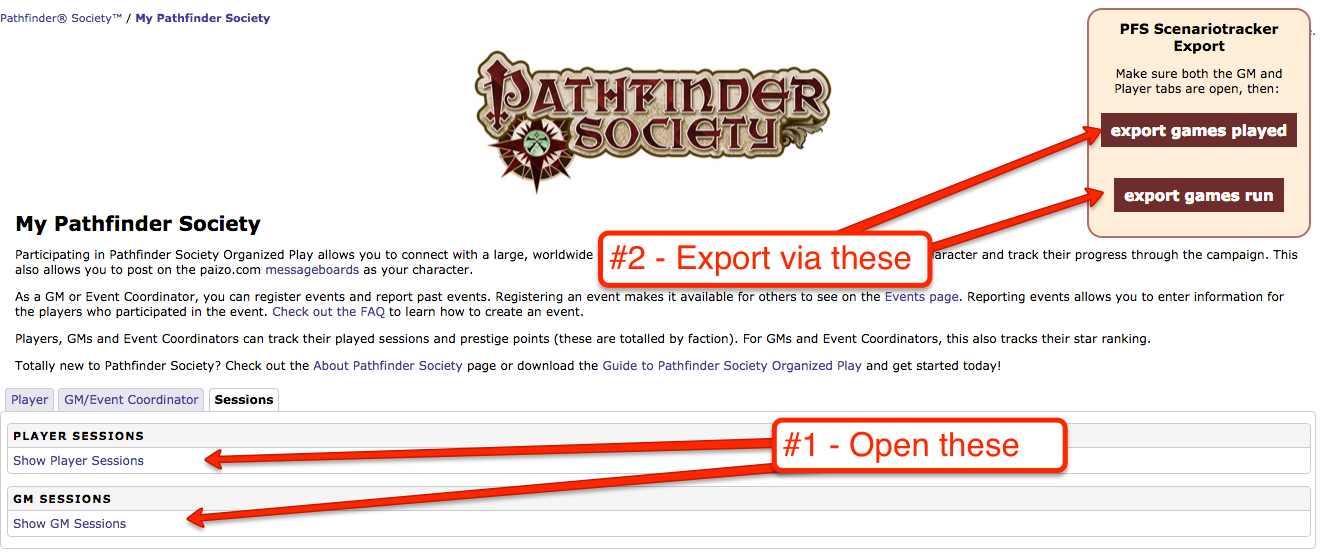 Pathfinder® Society™ / My Pathfinder Society
PATHFINDER
SOCIETY
PFS Scenariotracker
Export
Make sure both the GM and
Player tabs are open, then:
export games played
export games run
.
My Pathfinder Society
Participating in Pathfinder Society Organized Play allows you to connect with a large, worldwide
#2 - Export via these
aracter and track their progress through the campaign. This
also allows you to post on the paizo.com messageboards as your character.
As a GM or Event Coordinator, you can register events and report past events. Registering an event makes it available for others to see on the Events page. Reporting events allows you to enter information for
the players who participated in the event. Check out the FAQ to learn how to create an event.
Players, GMs and Event Coordinators can track their played sessions and prestige points (these are totalled by faction). For GMs and Event Coordinators, this also tracks their star ranking.
Totally new to Pathfinder Society? Check out the About Pathfinder Society page or download the Guide to Pathfinder Society Organized Play and get started today!
Player GM/Event Coordinator Sessions
PLAYER SESSIONS
Show Player Sessions
#1 - Open these
GM SESSIONS
Show GM Sessions